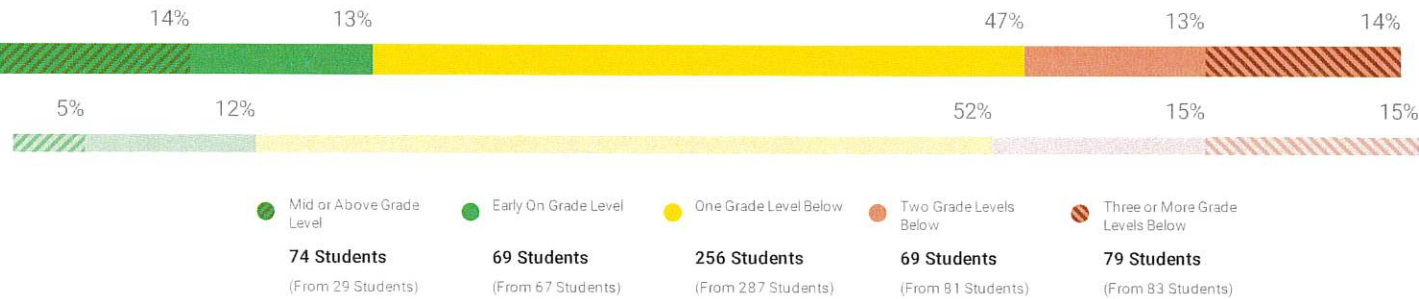 14% 13% 47% 13% 14%
5% 12% 52% 15% 15%
Mid or Above Grade
Level
74 Students
(From 29 Students)
Early On Grade Level
69 Students
(From 67 Students)
One Grade Level Below
256 Students
(From 287 Students)
Two Grade Levels
Below
69 Students
(From 81 Students)
Three or More Grade
Levels Below
79 Students
(From 83 Students)